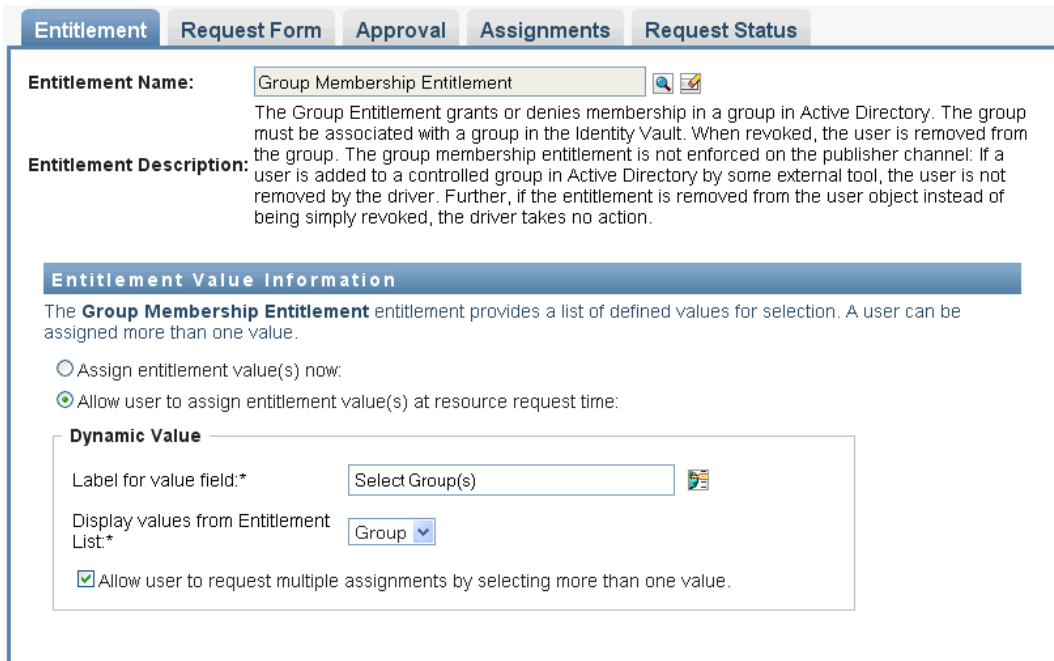 Entitlement Request Form Approval Assignments Request Status
Entitlement Name: Group Membership Entitlement
The Group Entitlement grants or denies membership in a group in Active Directory. The group
must be associated with a group in the Identity Vault. When revoked, the user is removed from
Entitlement Description: the group. The group membership entitlement is not enforced on the publisher channel: If a
user is added to a controlled group in Active Directory by some external tool, the user is not
removed by the driver. Further, if the entitlement is removed from the user object instead of
being simply revoked, the driver takes no action.
Entitlement Value Information
The Group Membership Entitlement entitlement provides a list of defined values for selection. A user can be
assigned more than one value.
Assign entitlement value(s) now:
Allow user to assign entitlement value(s) at resource request time:
Dynamic Value
Label for value field:* Select Group(s)
Display values from Entitlement
List:* Group
Allow user to request multiple assignments by selecting more than one value.